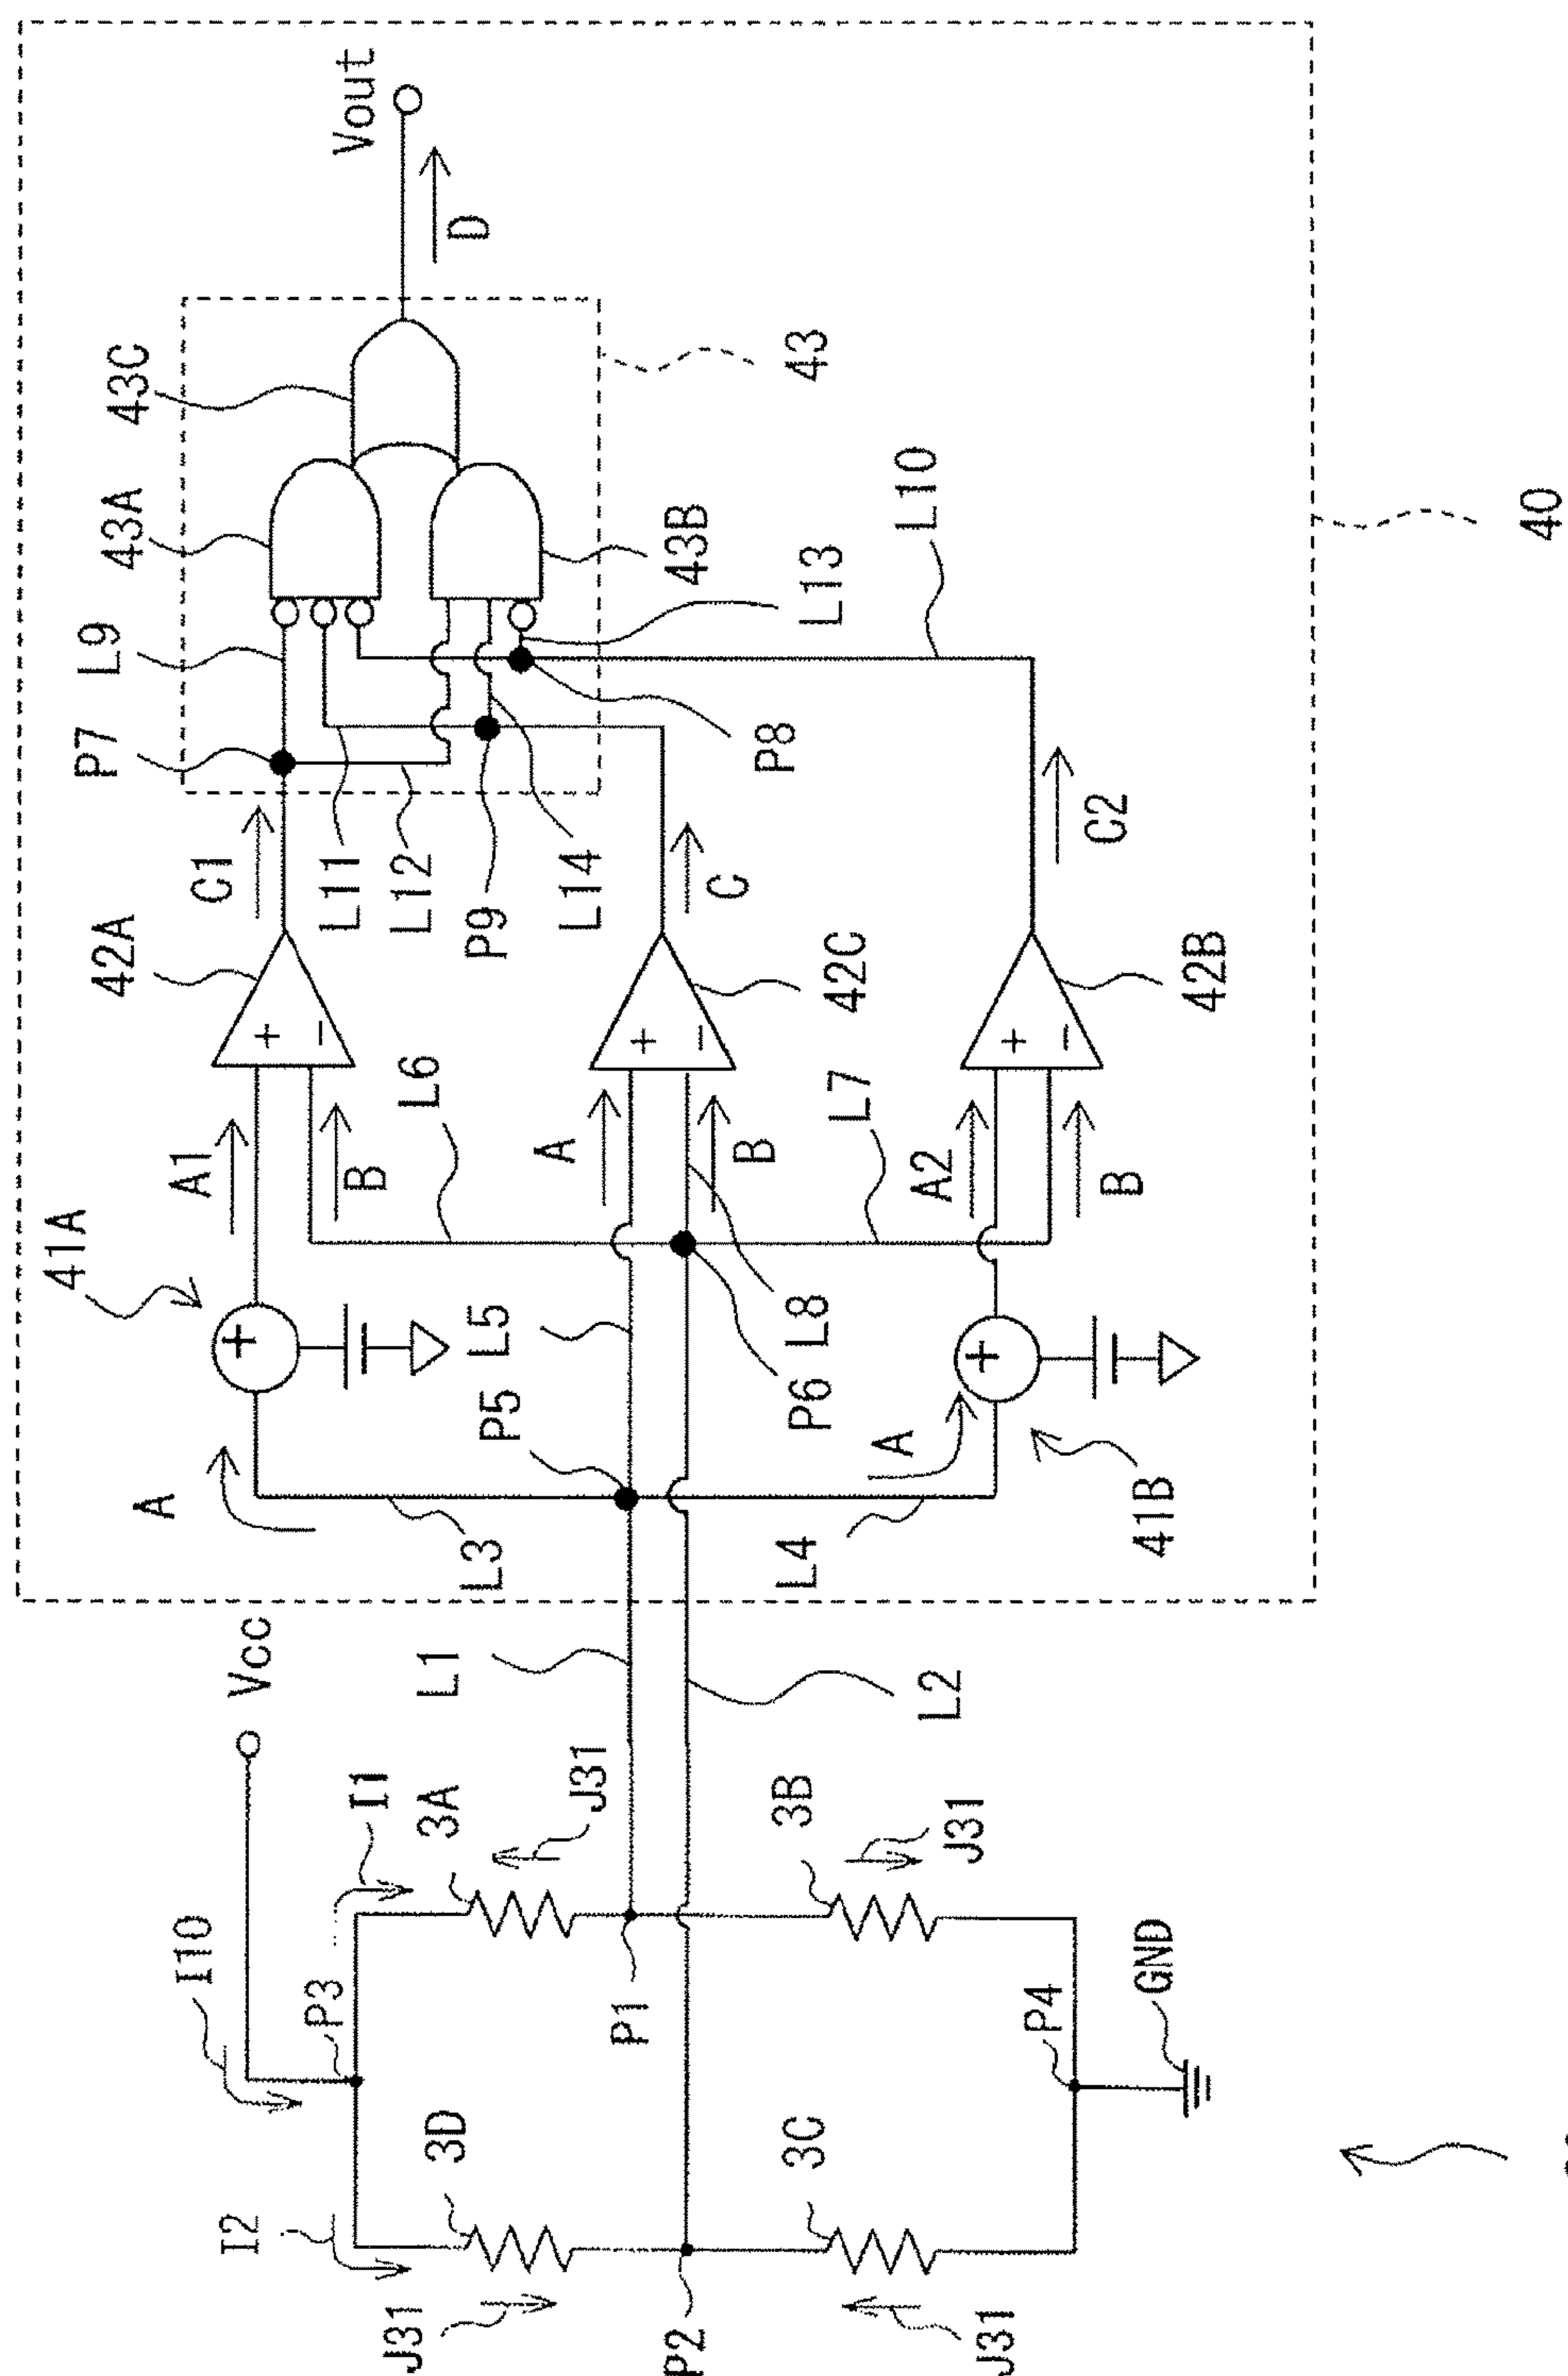 Vout
D
43C
43
43A
43B
L9
L13
L10
40
P7
P8
C1
L11
L12
P9
L14
C
C2
42A
42C
42B
+
−
+
−
+
−
L6
L7
A1
B
A
B
A2
B
41A
+
L5
P5
L8
P6
+
A
A
L3
L4
41B
Vcc
L1
L2
I1
3A
J31
3B
J31
I10
P3
P1
P4
GND
3D
3C
I2
J31
P2
J31